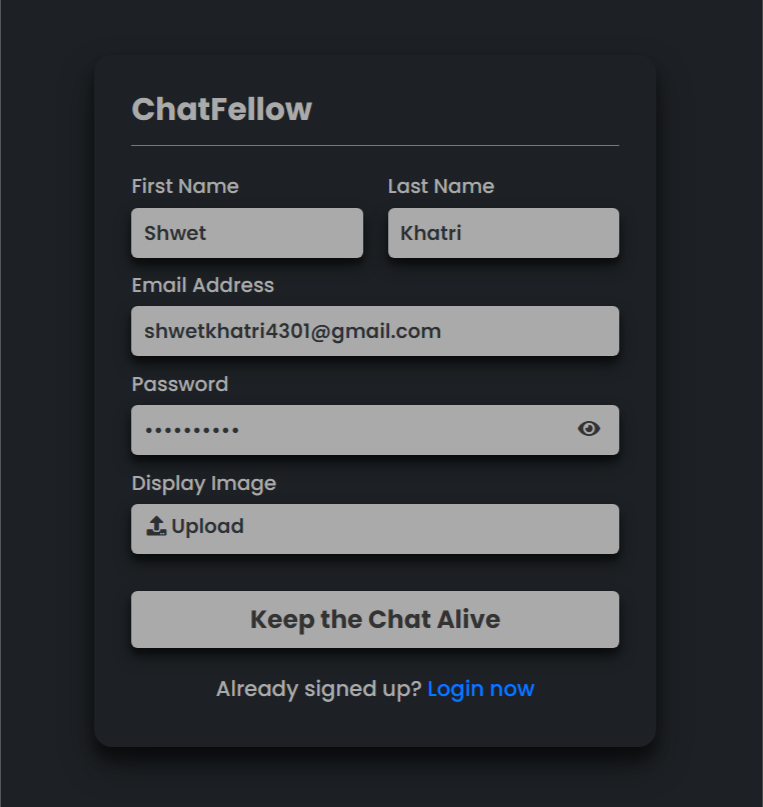 ChatFellow
First Name Last Name
Shwet Khatri
Email Address
shwetkhatri4301@gmail.com
Password
••••••••••
Display Image
Upload
Keep the Chat Alive
Already signed up? Login now